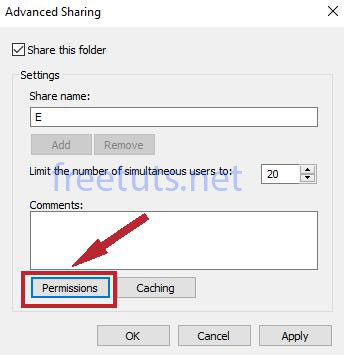 Advanced Sharing
Share this folder
Settings
Share name:
E
Add Remove
Limit the number of simultaneous users to: 20
freetuts.net
Comments:
Permissions Caching
OK Cancel Apply